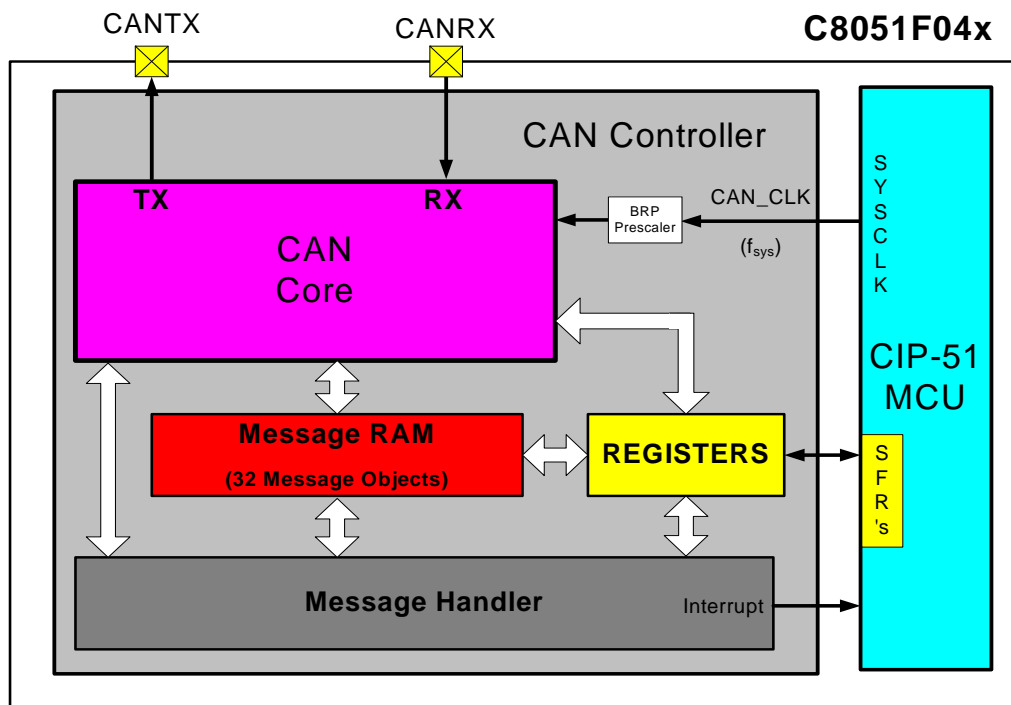 CANTX
CANRX
C8051F04x
CAN Controller
TX
RX
CAN
Core
BRP
Prescaler
CAN_CLK
(fsys)
S
Y
S
C
L
K
CIP-51
MCU
Message RAM
(32 Message Objects)
REGISTERS
S
F
R
's
Message Handler
Interrupt